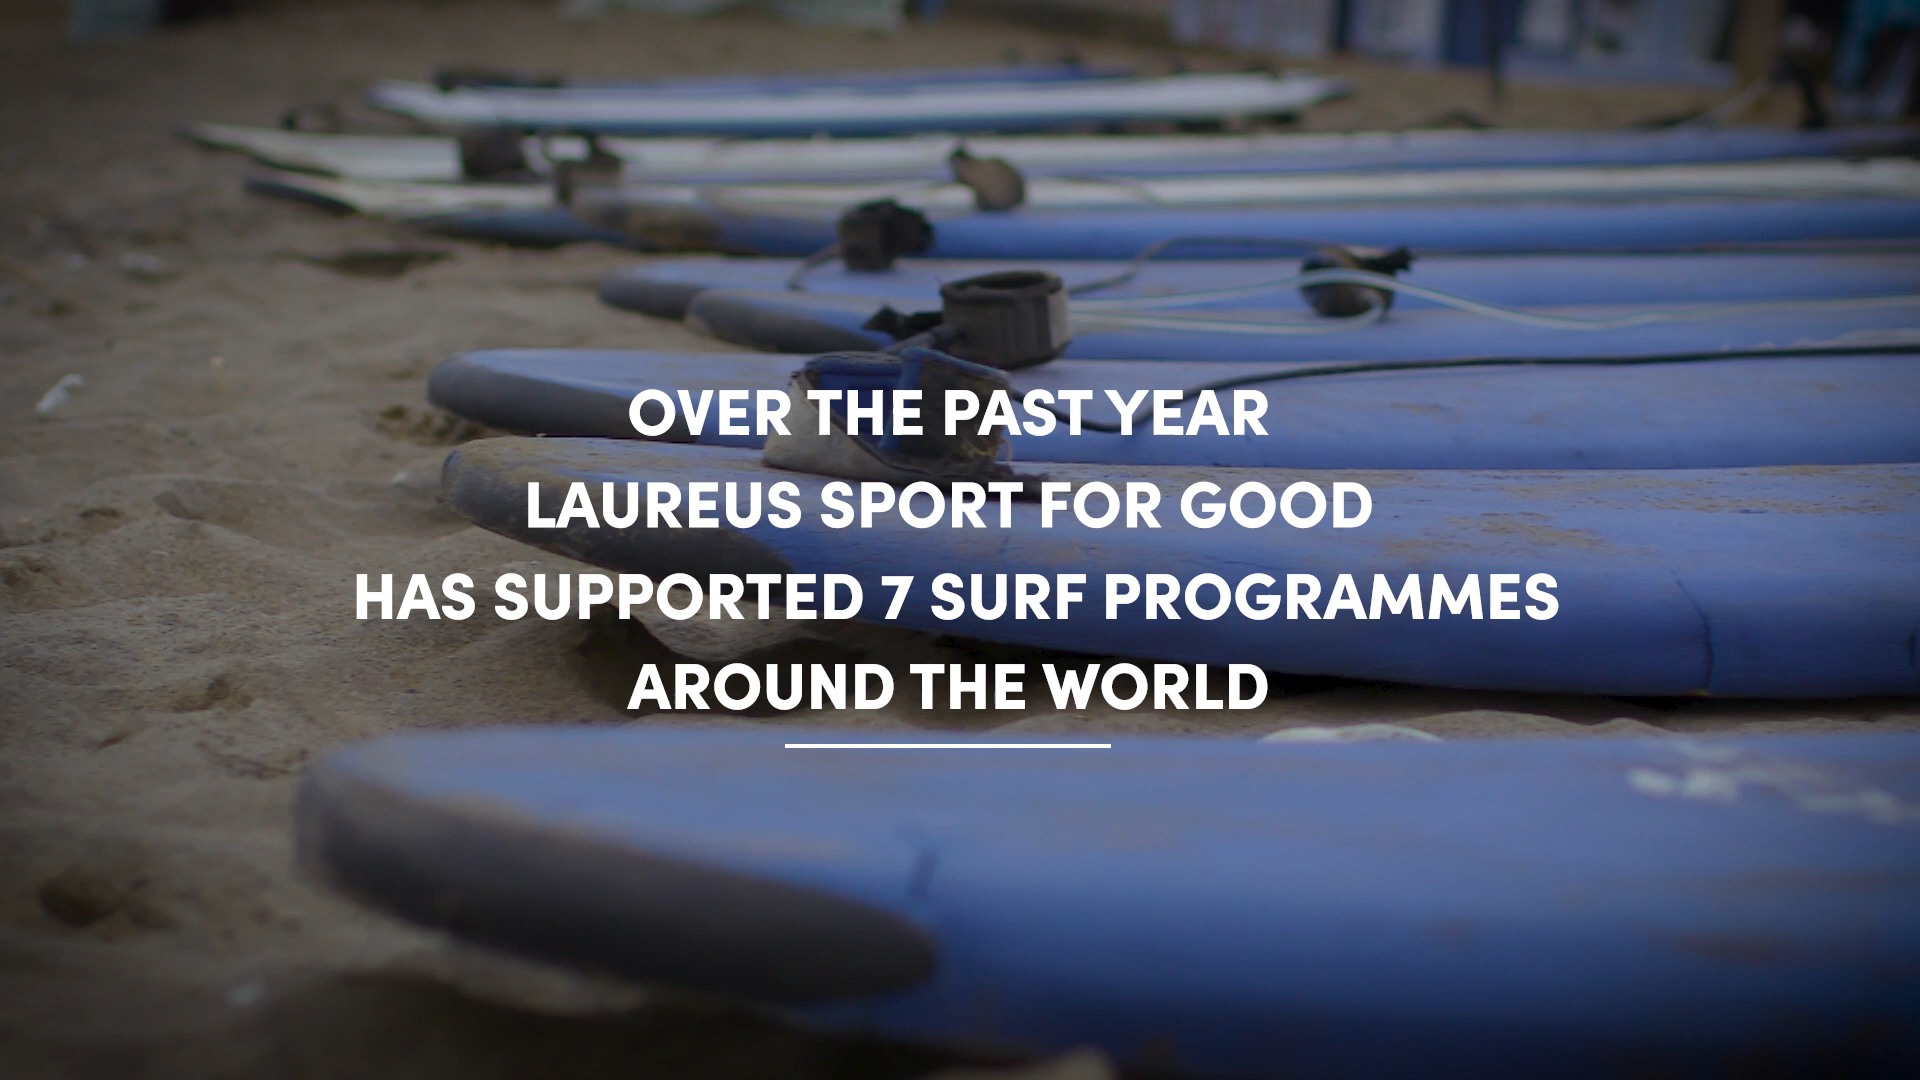 OVER THE PAST YEAR
LAUREUS SPORT FOR GOOD
HAS SUPPORTED 7 SURF PROGRAMMES
AROUND THE WORLD